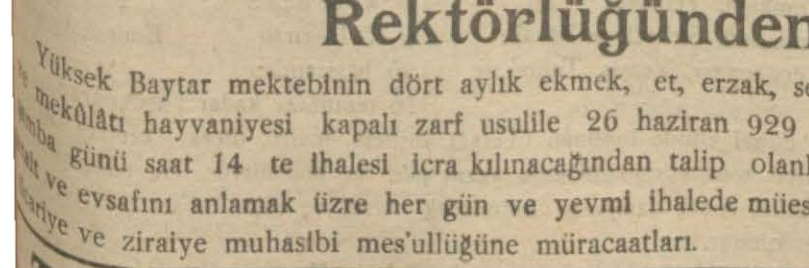 Rektörlüğünden
Yüksek Baytar mektebinin dört aylık ekmek, et, erzak,
ve mekûlâtı hayvaniyesi kapalı zarf usulile 26 haziran 929
günü saat 14 te ihalesi icra kılınacağından talip
ve evsafını anlamak üzre her gün ve yevmi ihalede
ve ziraiye muhasibi mes'ullüğüne müracaatları.